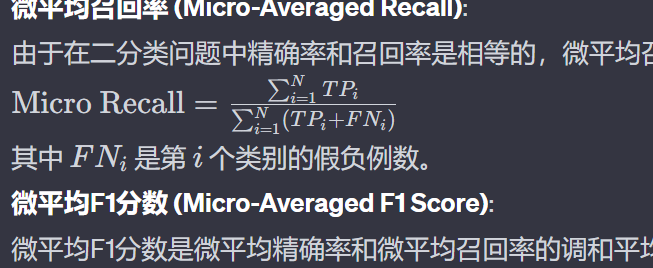 微平均召回率 (Micro-Averaged Recall):
由于在二分类问题中精确率和召回率是相等的，微平均召
Micro Recall = \frac{\sum_{i=1}^{N} TP_i}{\sum_{i=1}^{N}(TP_i+FN_i)}
其中 FN_i 是第 i 个类别的假负例数。
微平均F1分数 (Micro-Averaged F1 Score):
微平均F1分数是微平均精确率和微平均召回率的调和平均